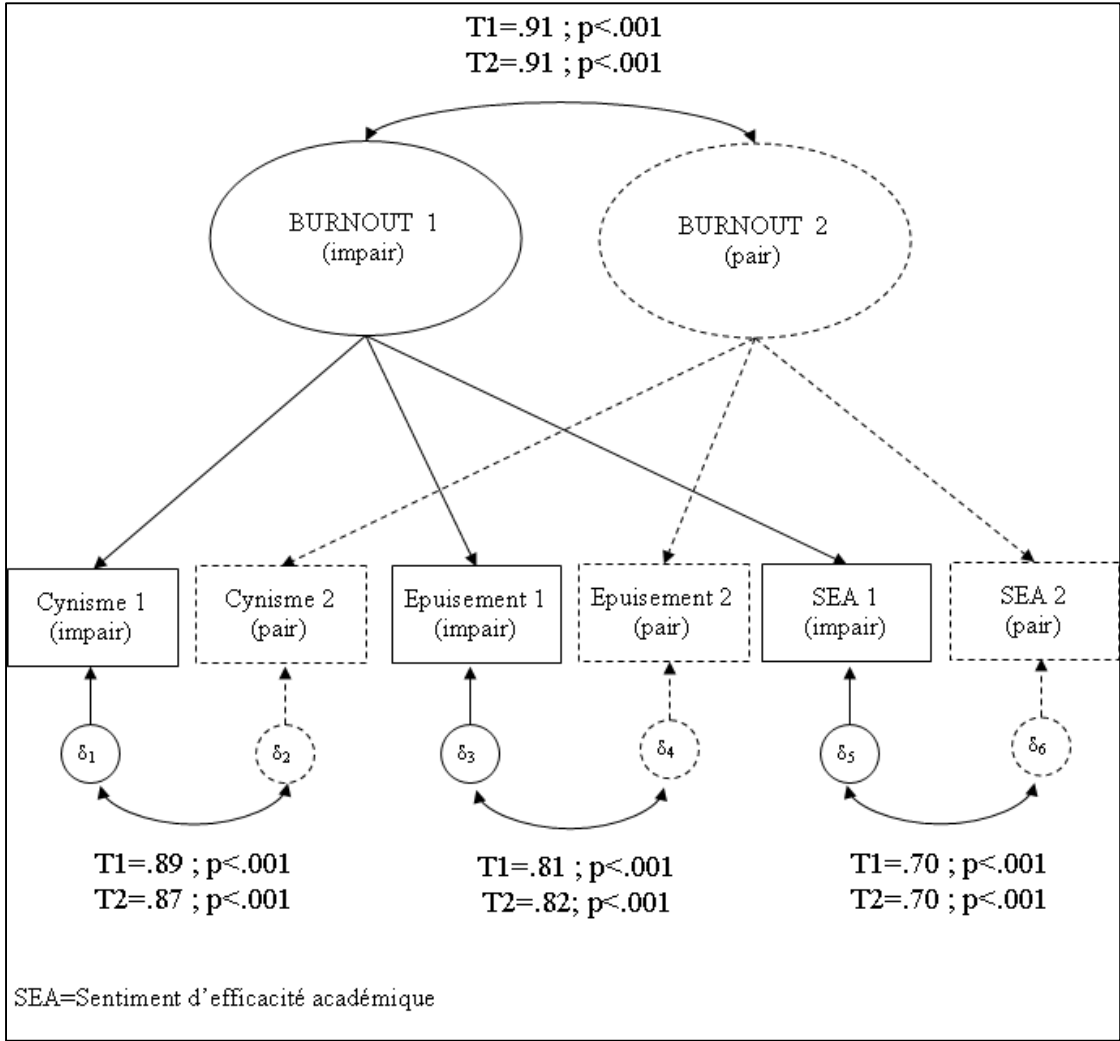 T1=.91 ; p<.001
T2=.91 ; p<.001
BURNOUT 1
(impair)
BURNOUT 2
(pair)
Cynisme 1
(impair)
Cynisme 2
(pair)
Epuisement 1
(impair)
Epuisement 2
(pair)
SEA 1
(impair)
SEA 2
(pair)
δ1
δ2
δ3
δ4
δ5
δ6
T1=.89 ; p<.001
T2=.87 ; p<.001
T1=.81 ; p<.001
T2=.82; p<.001
T1=.70 ; p<.001
T2=.70 ; p<.001
SEA=Sentiment d’efficacité académique